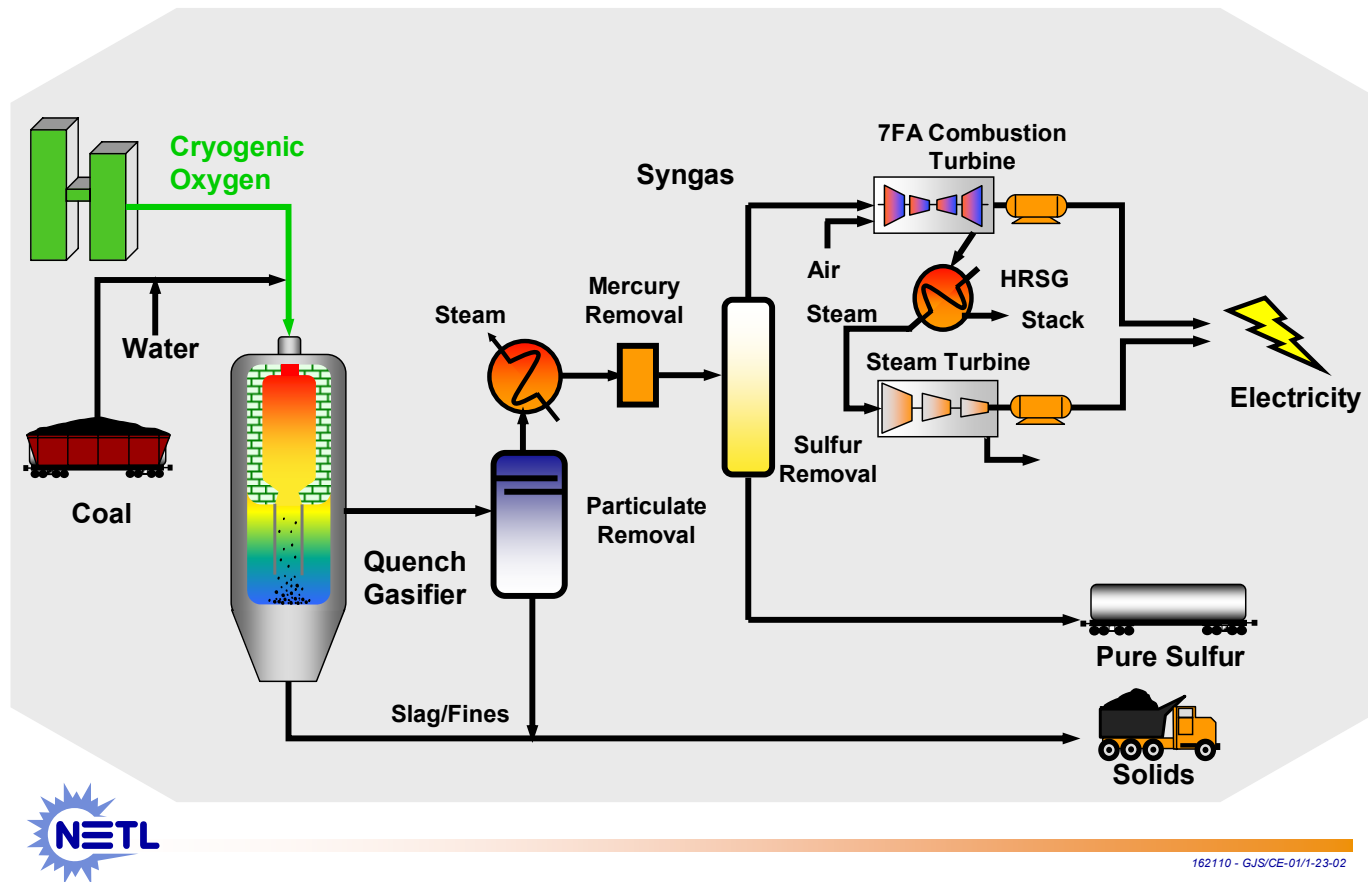 Cryogenic
Oxygen
7FA Combustion
Turbine
Syngas
Air
HRSG
Mercury
Removal
Steam
Steam
Stack
Water
Steam Turbine
Electricity
Sulfur
Removal
Coal
Particulate
Removal
Quench
Gasifier
Pure Sulfur
Slag/Fines
Solids
NETL
162110 - GJS/CE-01/1-23-02